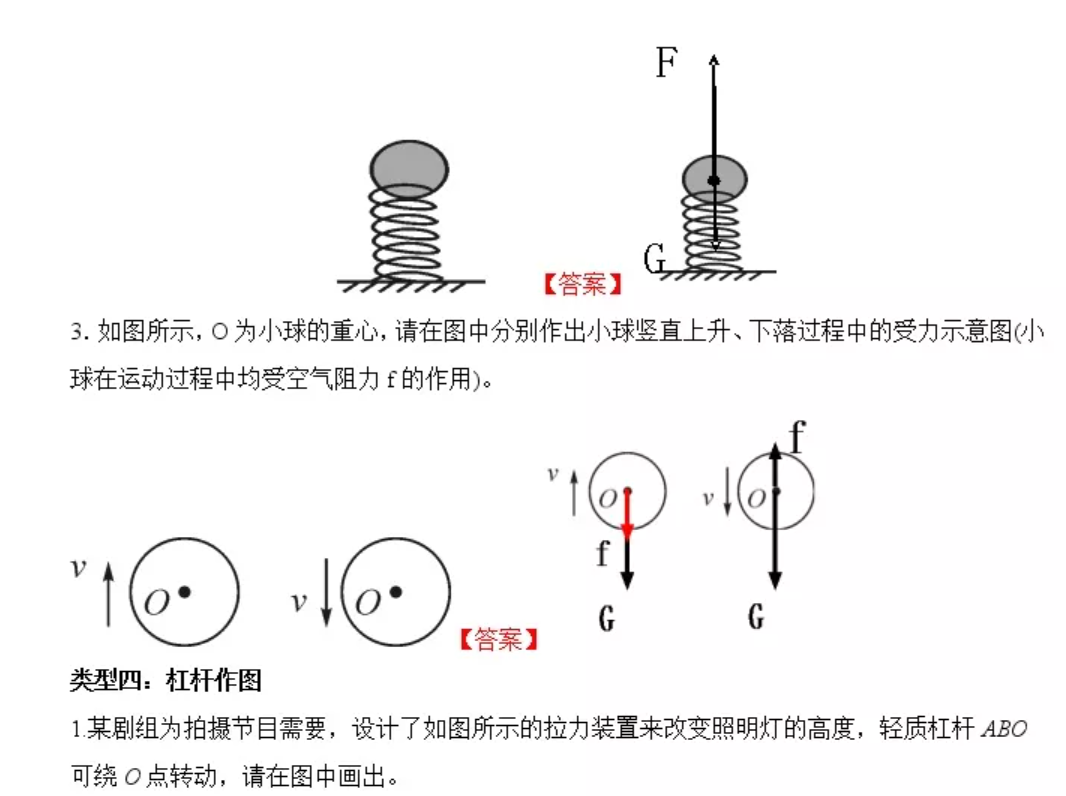 F
G
【答案】
3. 如图所示，O 为小球的重心，请在图中分别作出小球竖直上升、下落过程中的受力示意图(小
球在运动过程中均受空气阻力 f 的作用)。
f
v O v O
f
G G
v O v O
【答案】
类型四：杠杆作图
1.某剧组为拍摄节目需要，设计了如图所示的拉力装置来改变照明灯的高度，轻质杠杆 ABO
可绕 O 点转动，请在图中画出。